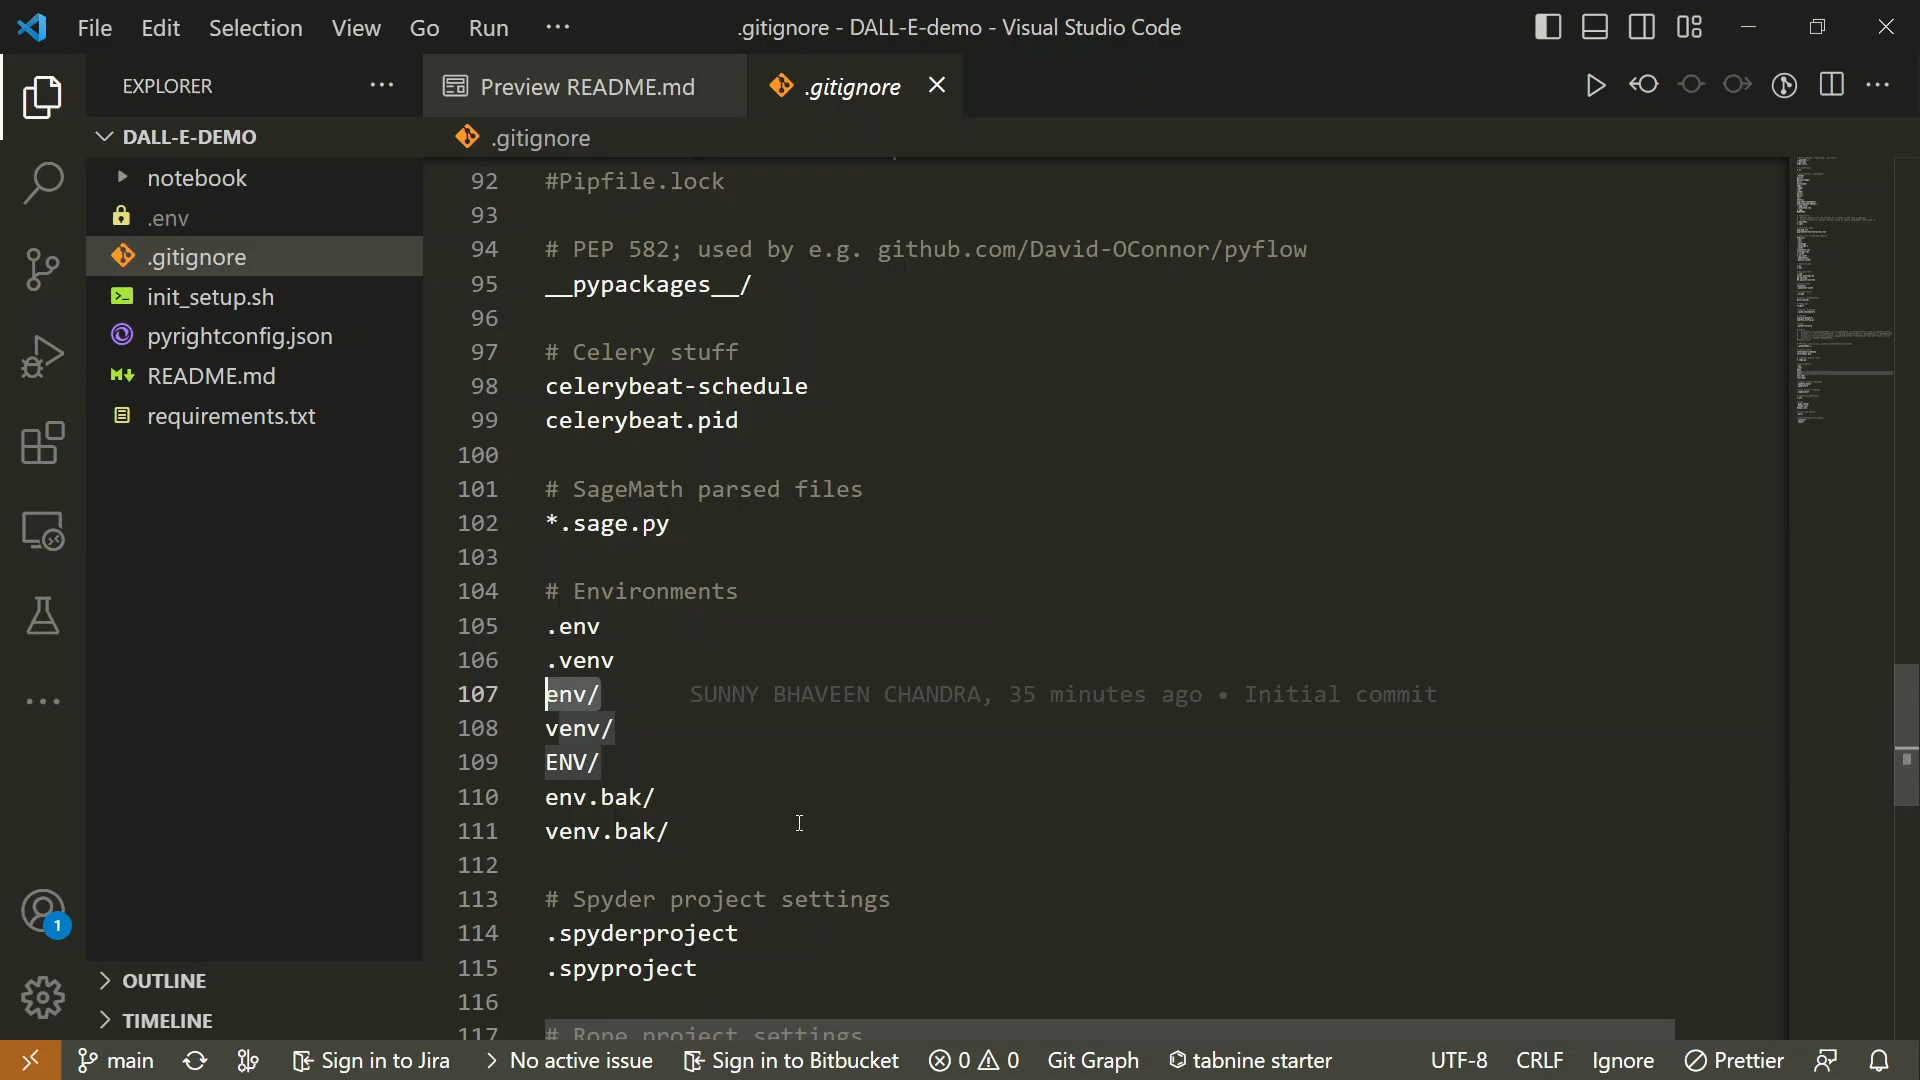 File Edit Selection View Go Run ···
.gitignore - DALL-E-demo - Visual Studio Code
EXPLORER
DALL-E-DEMO
notebook
.env
.gitignore
init_setup.sh
pyrightconfig.json
README.md
requirements.txt
OUTLINE
TIMELINE
1
Preview README.md
.gitignore
.gitignore
92 #Pipfile.lock
93
94 # PEP 582; used by e.g. github.com/David-OConnor/pyflow
95 __pypackages__/
96
97 # Celery stuff
98 celerybeat-schedule
99 celerybeat.pid
100
101 # SageMath parsed files
102 *.sage.py
103
104 # Environments
105 .env
106 .venv
107 env/ SUNNY BHAVEEN CHANDRA, 35 minutes ago • Initial commit
108 venv/
109 ENV/
110 env.bak/
111 venv.bak/
112
113 # Spyder project settings
114 .spyderproject
115 .spyproject
116
117 # Rope project settings
main Sign in to Jira No active issue Sign in to Bitbucket 0 0 Git Graph tabnine starter UTF-8 CRLF Ignore Prettier